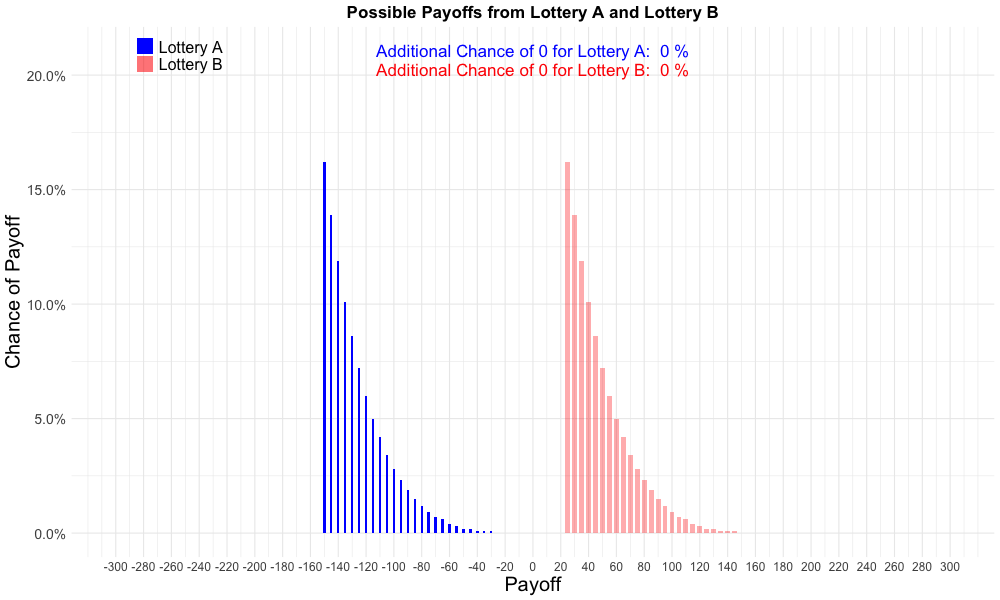 Possible Payoffs from Lottery A and Lottery B
Lottery A
Lottery B
Additional Chance of 0 for Lottery A:  0 %
Additional Chance of 0 for Lottery B:  0 %
Chance of Payoff
20.0%
15.0%
10.0%
5.0%
0.0%
-300 -280 -260 -240 -220 -200 -180 -160 -140 -120 -100 -80 -60 -40 -20 0 20 40 60 80 100 120 140 160 180 200 220 240 260 280 300
Payoff